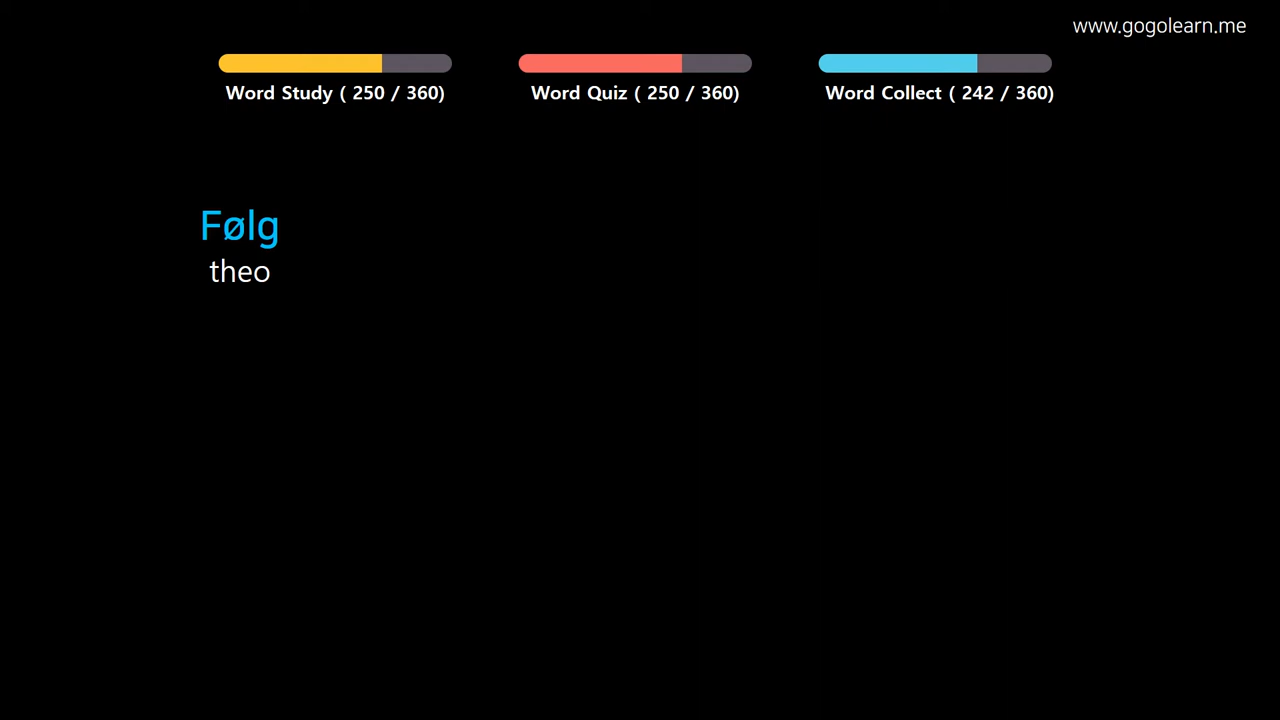 www.gogolearn.me
Word Study ( 250 / 360)
Word Quiz ( 250 / 360)
Word Collect ( 242 / 360)
Følg
theo